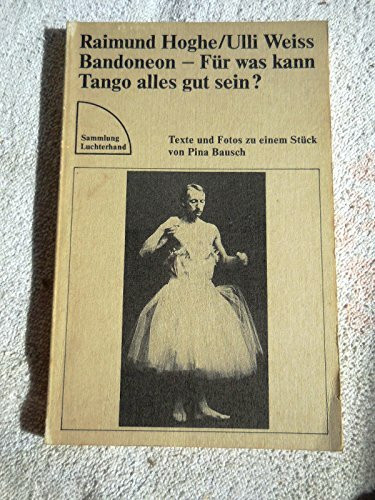 Raimund Hoghe/Ulli Weiss
Bandoneon – Für was kann
Tango alles gut sein?
Sammlung
Luchterhand
Texte und Fotos zu einem Stück
von Pina Bausch